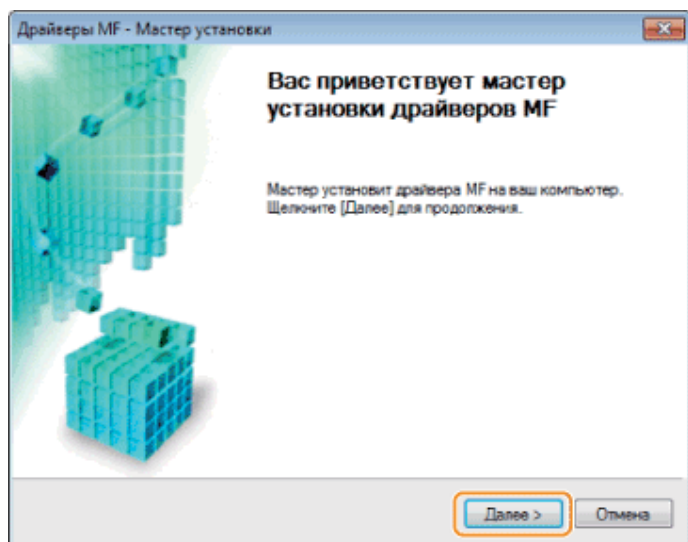 Драйверы MF - Мастер установки
Вас приветствует мастер
установки драйверов MF
Мастер установит драйвера MF на ваш компьютер.
Щелкните [Далее] для продолжения.
Далее >
Отмена